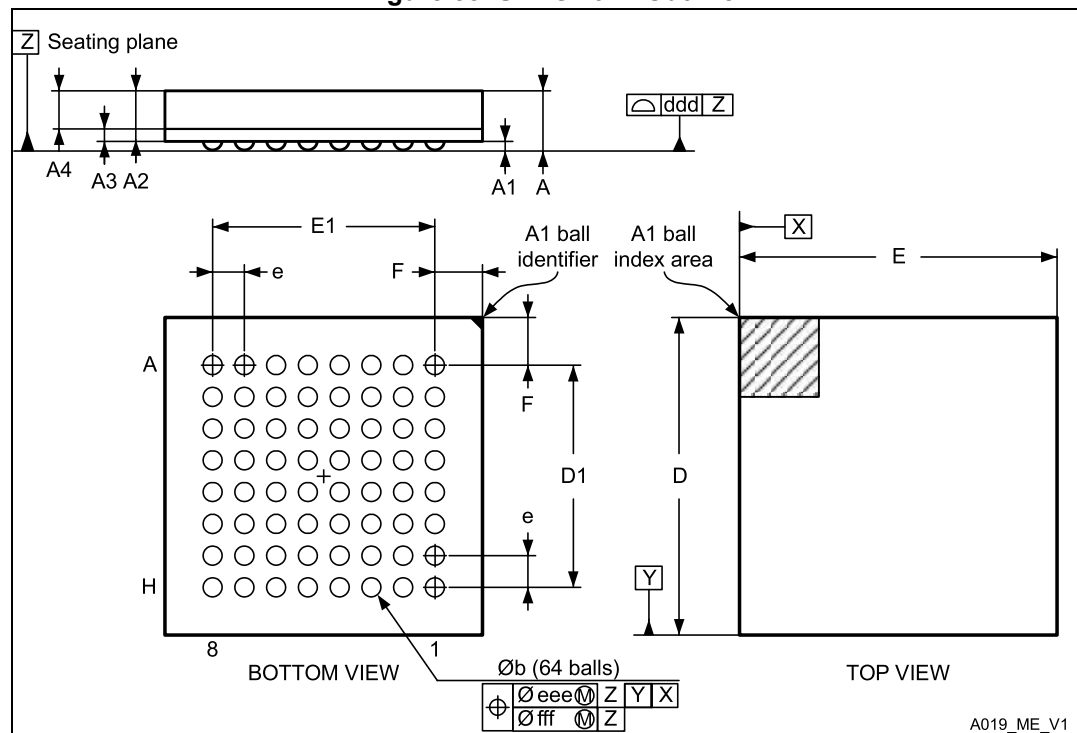 Z Seating plane
ddd Z
A4
A3 A2
A1
A
E1
A1 ball
identifier
A1 ball
index area
X
E
e
F
A
F
D1
D
e
H
Y
8
1
BOTTOM VIEW
Øb (64 balls)
TOP VIEW
Ø eee Ⓜ Z Y X
Ø fff Ⓜ Z
A019_ME_V1